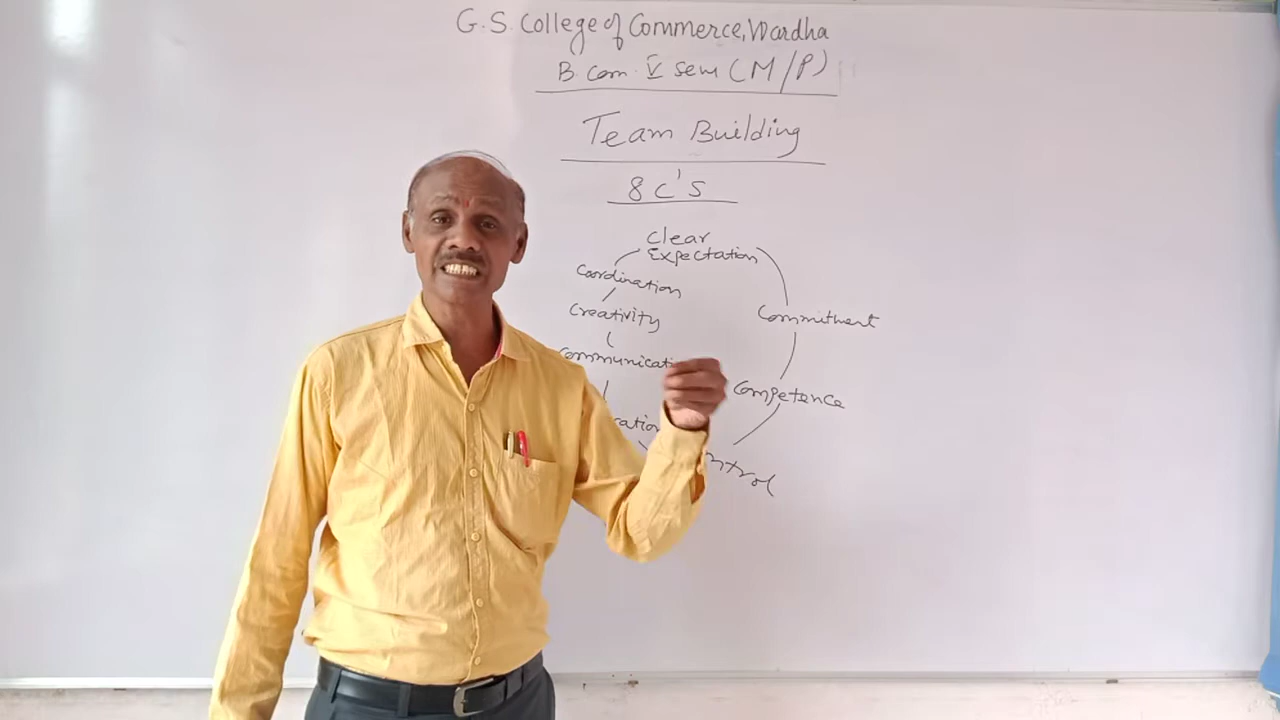 G.S. College of Commerce, Wardha
B.Com. V sem (M/P)
Team Building
8 C's
Clear
Expectation
Coordination
Creativity
Commitment
Competence